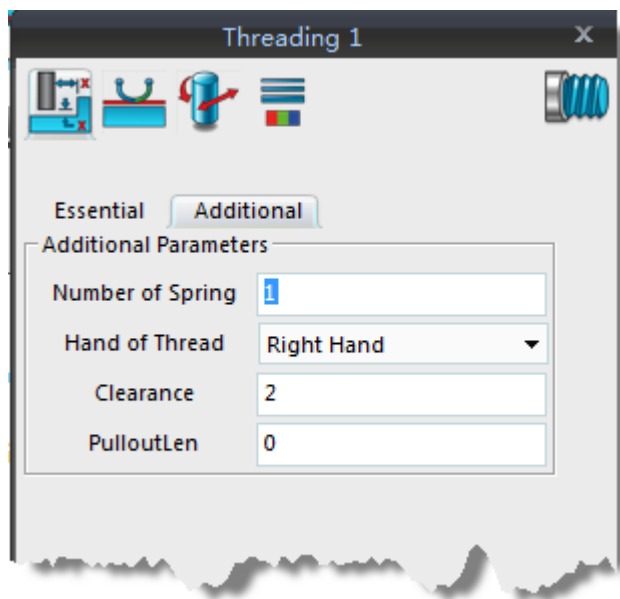 Threading 1 X
Essential Additional
Additional Parameters
Number of Spring 1
Hand of Thread Right Hand
Clearance 2
PulloutLen 0